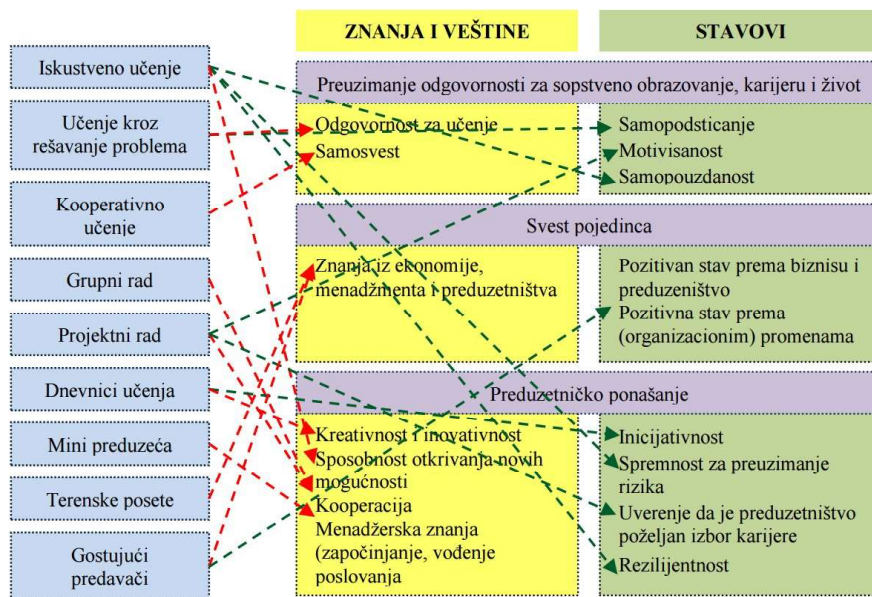 ZNANJA I VEŠTINE
STAVOVI
Iskustveno učenje
Učenje kroz
rešavanje problema
Kooperativno
učenje
Grupni rad
Projektni rad
Dnevnici učenja
Mini preduzeća
Terenske posete
Gostujući
predavači
Preuzimanje odgovornosti za sopstveno obrazovanje, karijeru i život
Odgovornost za učenje
Samosvest
Samopodsticanje
Motivisanost
Samopouzdanost
Svest pojedinca
Znanja iz ekonomije,
menadžmenta i preduzetništva
Pozitivan stav prema biznisu i
preduzeništvo
Pozitivna stav prema
(organizacionim) promenama
Preduzetničko ponašanje
Kreativnost i inovativnost
Sposobnost otkrivanja novih
mogućnosti
Kooperacija
Menadžerska znanja
(započinjanje, vođenje
poslovanja
Inicijativnost
Spremnost za preuzimanje
rizika
Uverenje da je preduzetništvo
poželjan izbor karijere
Rezilijentnost